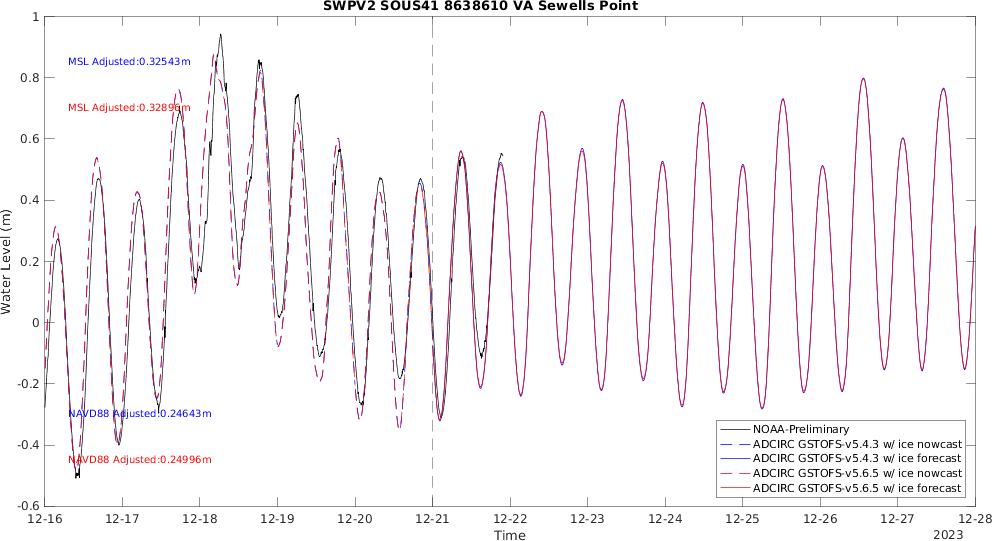 SWPV2 SOUS41 8638610 VA Sewells Point
1
0.8
0.6
0.4
0.2
0
-0.2
-0.4
-0.6
Water Level (m)
MSL Adjusted:0.32543m
MSL Adjusted:0.32896m
NAVD88 Adjusted:0.24643m
NAVD88 Adjusted:0.24996m
NOAA-Preliminary
ADCIRC GSTOFS-v5.4.3 w/ ice nowcast
ADCIRC GSTOFS-v5.4.3 w/ ice forecast
ADCIRC GSTOFS-v5.6.5 w/ ice nowcast
ADCIRC GSTOFS-v5.6.5 w/ ice forecast
12-16 12-17 12-18 12-19 12-20 12-21 12-22 12-23 12-24 12-25 12-26 12-27 12-28
Time
2023